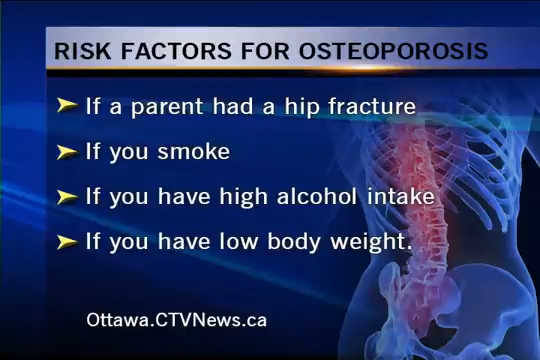 RISK FACTORS FOR OSTEOPOROSIS
If a parent had a hip fracture
If you smoke
If you have high alcohol intake
If you have low body weight.
Ottawa.CTVNews.ca